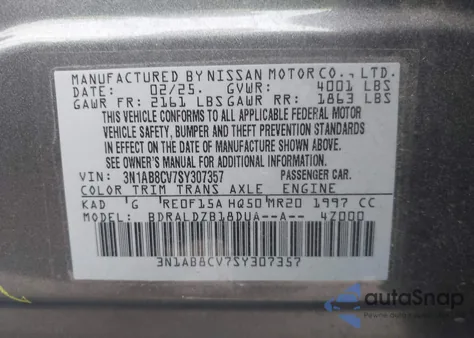 MANUFACTURED BY NISSAN MOTOR CO., LTD.
DATE: 02/25. GVWR: 4001 LBS
GAWR FR: 2161 LBS GAWR RR: 1863 LBS
THIS VEHICLE CONFORMS TO ALL APPLICABLE FEDERAL MOTOR
VEHICLE SAFETY, BUMPER AND THEFT PREVENTION STANDARDS
IN EFFECT ON THE DATE OF MANUFACTURE SHOWN ABOVE.
SEE OWNER'S MANUAL FOR ADDITIONAL INFORMATION.
VIN: 3N1AB8CV7SY307357 PASSENGER CAR.
COLOR TRIM TRANS AXLE ENGINE
KAD G RE0F15A HQ50 MR20 1997 CC
MODEL: BDRALDZB18DUA--A-- 4Z000
3N1AB8CV7SY307357
autoSnap